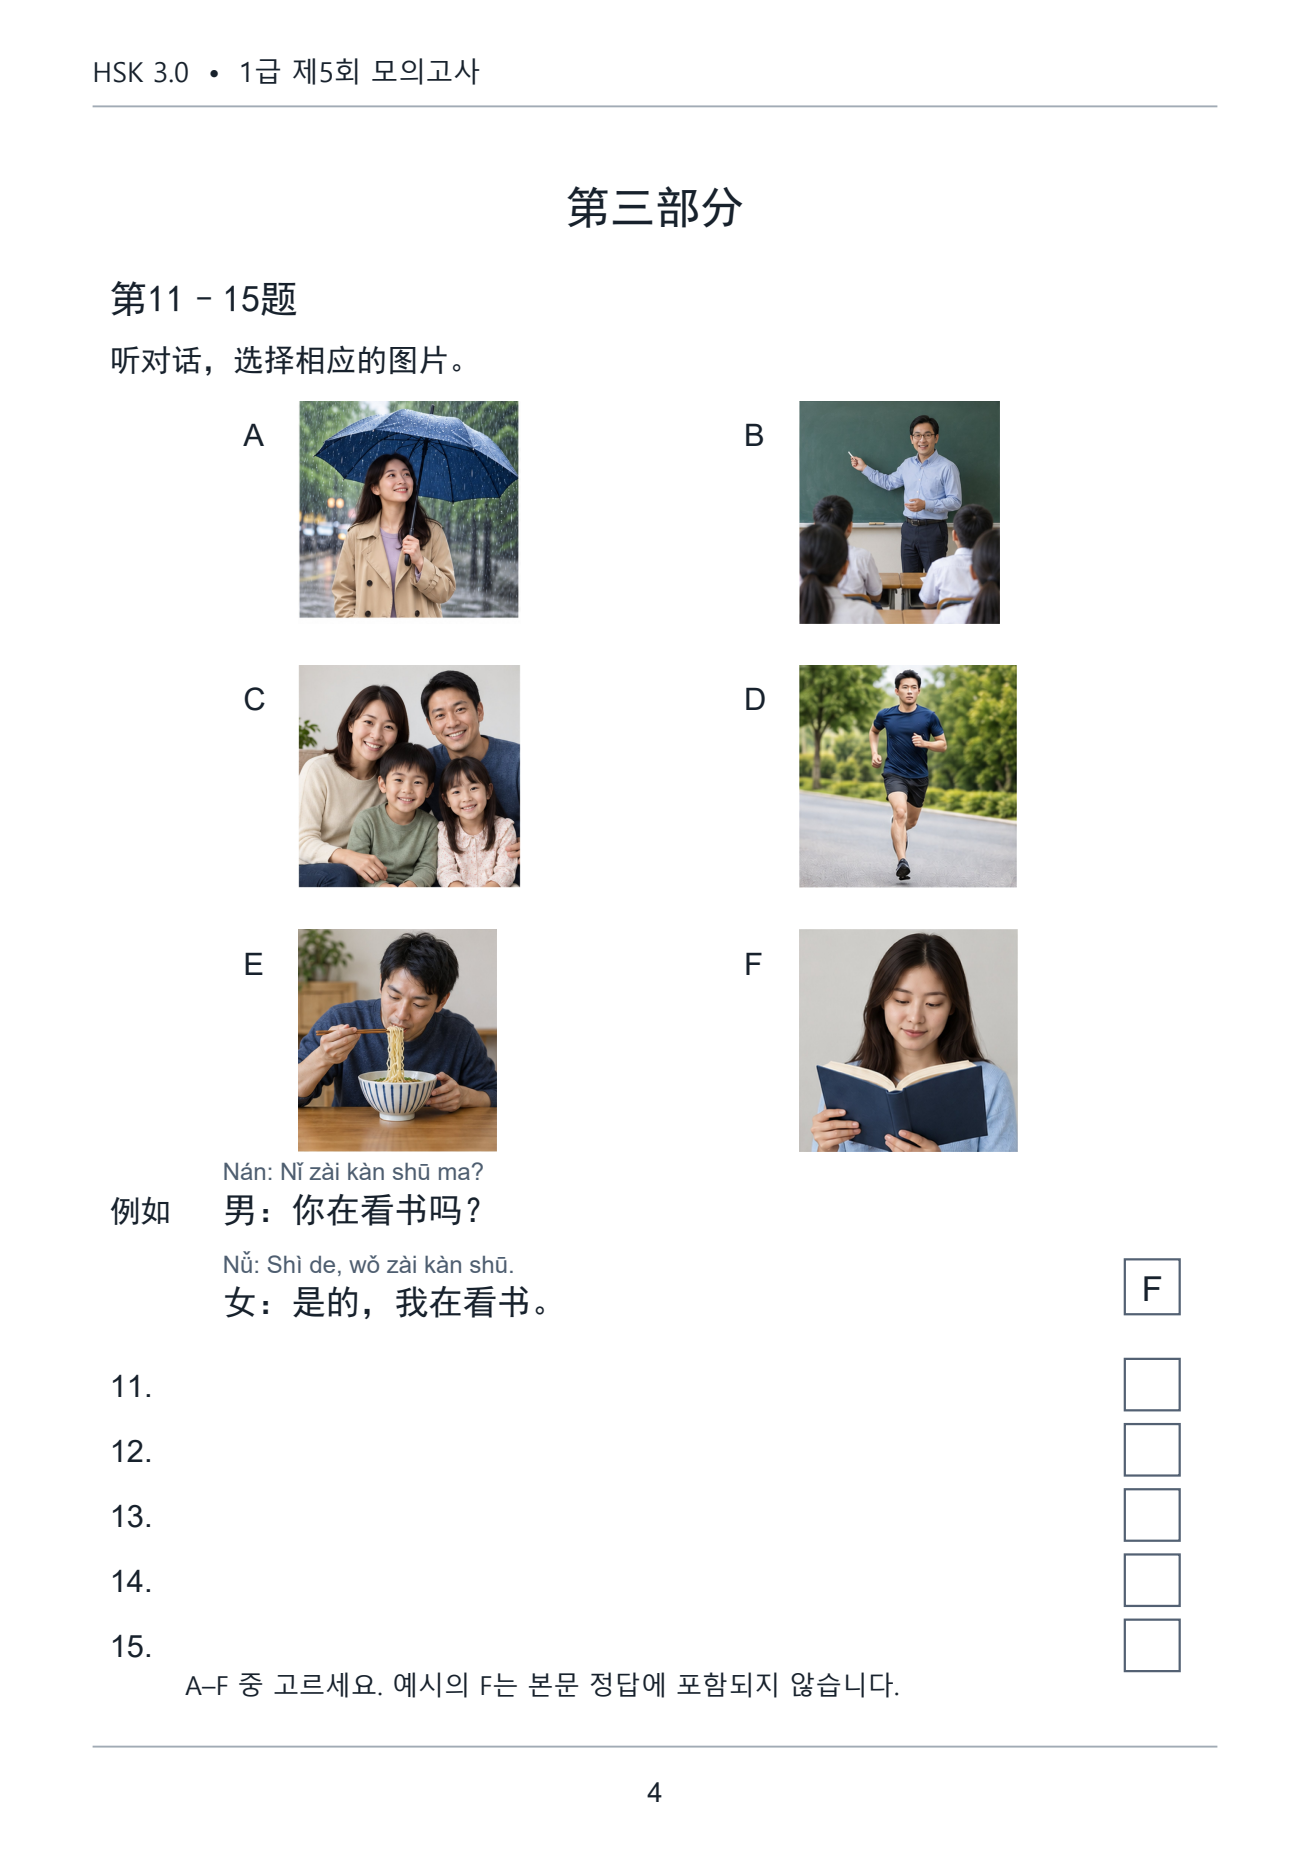 HSK 3.0 • 1급 제5회 모의고사
第三部分
第11–15题
听对话，选择相应的图片。
A
B
C
D
E
F
Nán: Nǐ zài kàn shū ma?
例如 男：你在看书吗？
Nǚ: Shì de, wǒ zài kàn shū.
女：是的，我在看书。
F
11.
12.
13.
14.
15.
A–F 중 고르세요. 예시의 F는 본문 정답에 포함되지 않습니다.
4